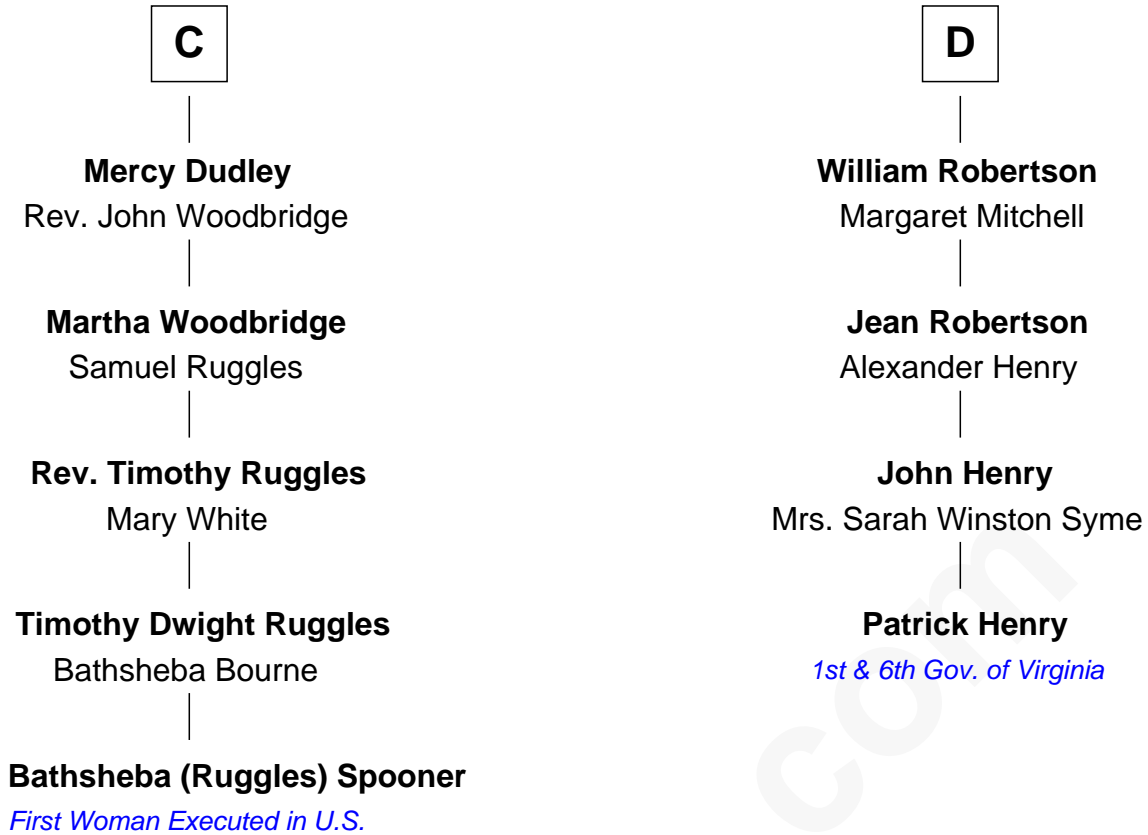 C
Mercy Dudley
Rev. John Woodbridge
Martha Woodbridge
Samuel Ruggles
Rev. Timothy Ruggles
Mary White
Timothy Dwight Ruggles
Bathsheba Bourne
Bathsheba (Ruggles) Spooner
First Woman Executed in U.S.
D
William Robertson
Margaret Mitchell
Jean Robertson
Alexander Henry
John Henry
Mrs. Sarah Winston Syme
Patrick Henry
1st & 6th Gov. of Virginia
com